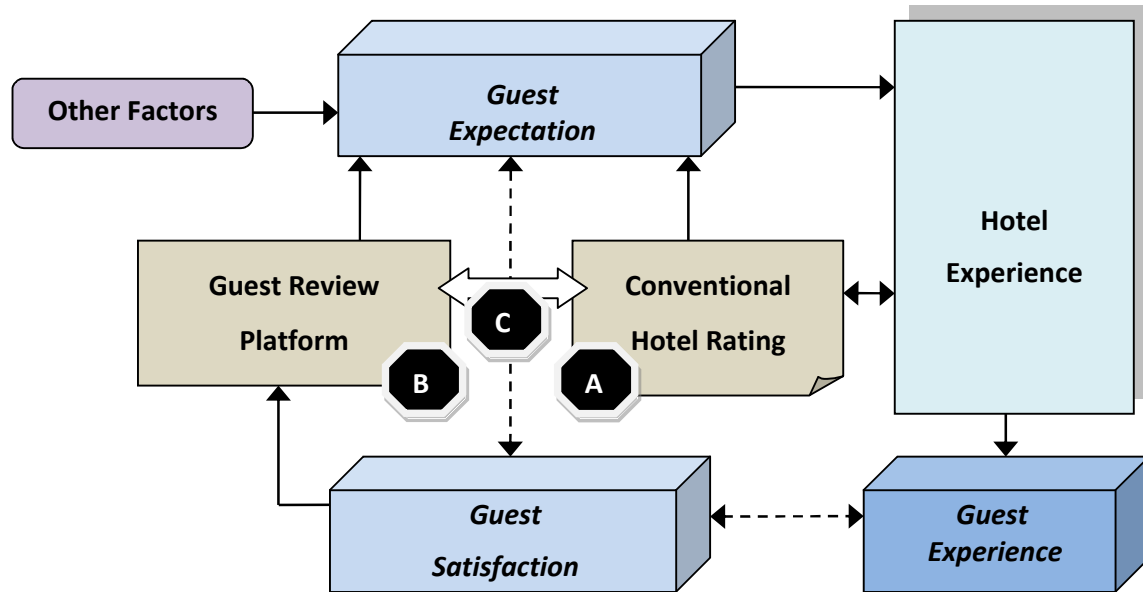 Other Factors
Guest
Expectation
Hotel
Experience
Guest Review
Platform
Conventional
Hotel Rating
C
B
A
Guest
Satisfaction
Guest
Experience